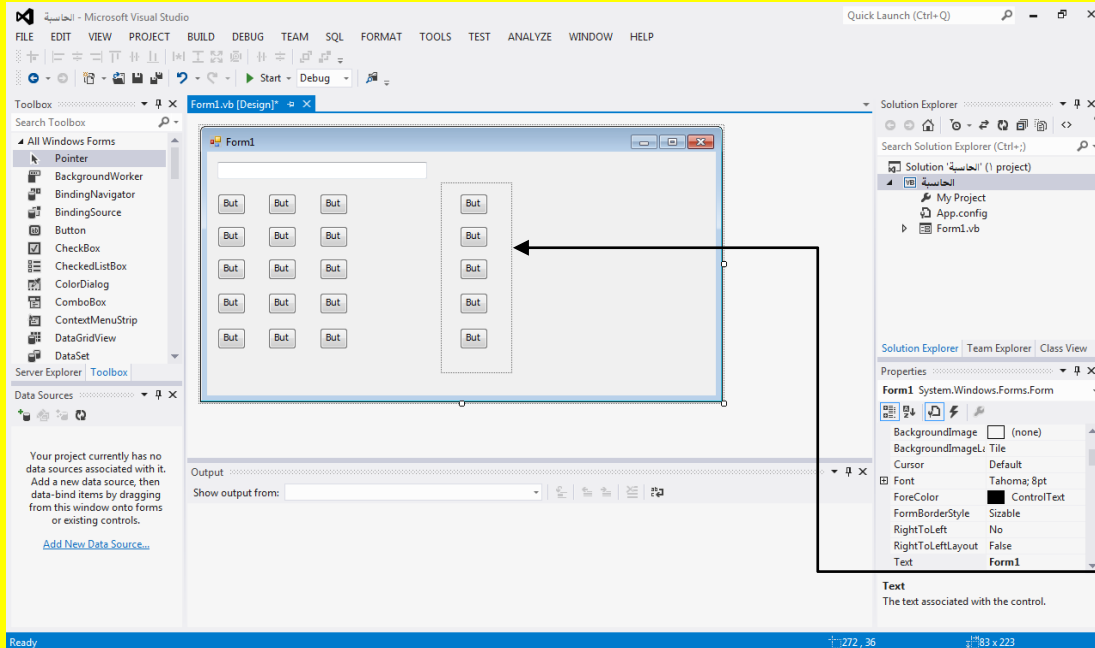 الحاسبة - Microsoft Visual Studio
Quick Launch (Ctrl+Q)
FILE EDIT VIEW PROJECT BUILD DEBUG TEAM SQL FORMAT TOOLS TEST ANALYZE WINDOW HELP
Start Debug
Toolbox
Search Toolbox
All Windows Forms
Pointer
BackgroundWorker
BindingNavigator
BindingSource
Button
CheckBox
CheckedListBox
ColorDialog
ComboBox
ContextMenuStrip
DataGridView
DataSet
Server Explorer Toolbox
Data Sources
Your project currently has no
data sources associated with it.
Add a new data source, then
data-bind items by dragging
from this window onto forms
or existing controls.
Add New Data Source...
Form1.vb [Design]*
Form1
But But But But
But But But But
But But But But
But But But But
But But But But
Output
Show output from:
Solution Explorer
Search Solution Explorer (Ctrl+;)
Solution 'الحاسبة' (١ project)
الحاسبة
My Project
App.config
Form1.vb
Solution Explorer Team Explorer Class View
Properties
Form1 System.Windows.Forms.Form
BackgroundImage (none)
BackgroundImageLa Tile
Cursor Default
Font Tahoma; 8pt
ForeColor ControlText
FormBorderStyle Sizable
RightToLeft No
RightToLeftLayout False
Text Form1
Text
The text associated with the control.
Ready 272 , 36 83 x 223